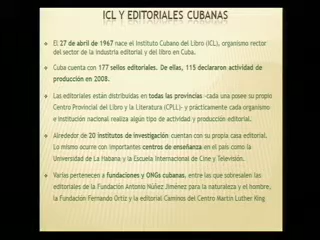 ICL Y EDITORIALES CUBANAS
El 27 de abril de 1967 nace el Instituto Cubano del Libro (ICL), organismo rector
del sector de la industria editorial y del libro en Cuba.
Cuba cuenta con 177 sellos editoriales. De ellas, 115 declararon actividad de
producción en 2008.
Las editoriales están distribuidas en todas las provincias -cada una posee su propio
Centro Provincial del Libro y la Literatura (CPLL)- y prácticamente cada organismo
e institución nacional realiza algún tipo de actividad y producción editorial.
Alrededor de 20 institutos de investigación cuentan con su propia casa editorial.
Lo mismo ocurre con importantes centros de enseñanza en el país como la
Universidad de La Habana y la Escuela Internacional de Cine y Televisión.
Varias pertenecen a fundaciones y ONGs cubanas, entre las que sobresalen las
editoriales de la Fundación Antonio Núñez Jiménez para la naturaleza y el hombre,
la Fundación Fernando Ortiz y la editorial Caminos del Centro Martin Luther King